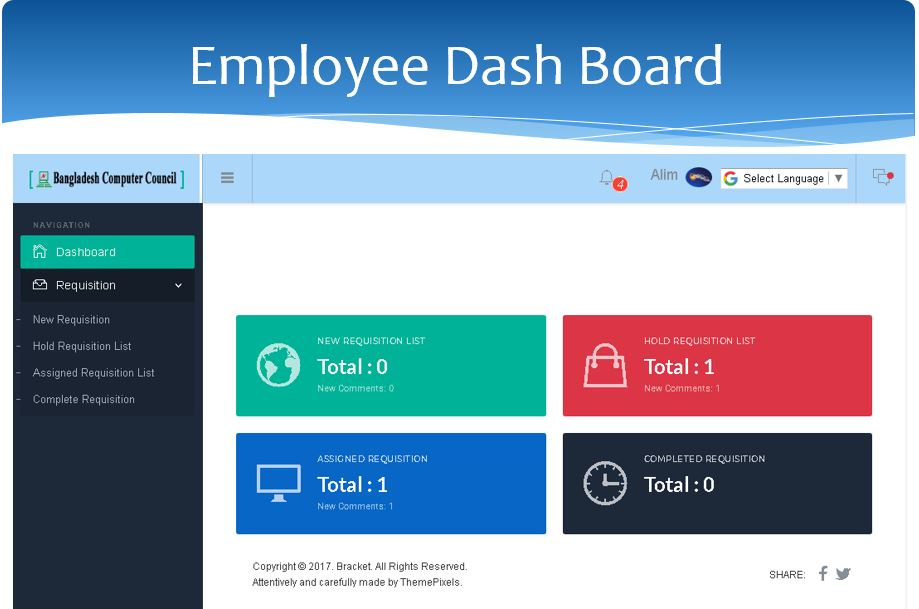 Employee Dash Board
[ Bangladesh Computer Council ]
4
Alim
Select Language
▼
NAVIGATION
Dashboard
Requisition
New Requisition
Hold Requisition List
Assigned Requisition List
Complete Requisition
NEW REQUISITION LIST
Total : 0
New Comments: 0
HOLD REQUISITION LIST
Total : 1
New Comments: 1
ASSIGNED REQUISITION
Total : 1
New Comments: 1
COMPLETED REQUISITION
Total : 0
Copyright © 2017. Bracket. All Rights Reserved.
Attentively and carefully made by ThemePixels.
SHARE: